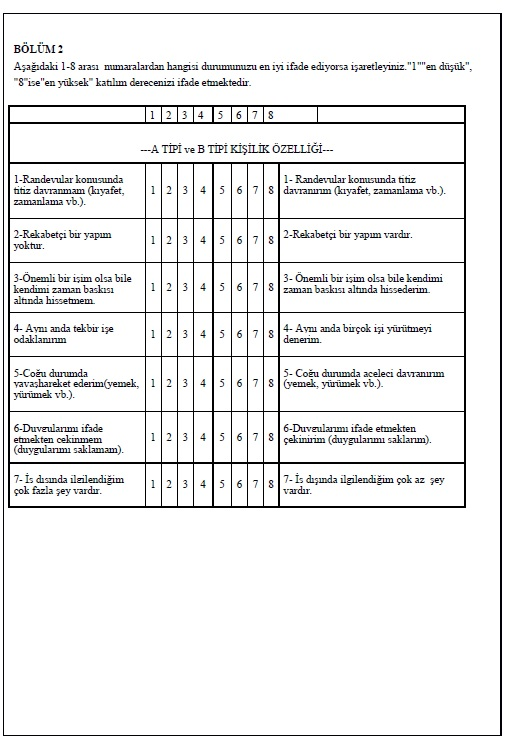 BÖLÜM 2
Aşağıdaki 1-8 arası numaralardan hangisi durumunuzu en iyi ifade ediyorsa işaretleyiniz."1""en düşük",
"8"ise"en yüksek" katılım derecenizi ifade etmektedir.
1 2 3 4 5 6 7 8
---A TİPİ ve B TİPİ KİŞİLİK ÖZELLİĞİ---
1-Randevular konusunda
titiz davranmam (kıyafet,
zamanlama vb.).
1 2 3 4 5 6 7 8
1- Randevular konusunda titiz
davranırım (kıyafet, zamanlama vb.).
2-Rekabetçi bir yapım
yoktur.
1 2 3 4 5 6 7 8
2-Rekabetçi bir yapım vardır.
3-Önemli bir işim olsa bile
kendimi zaman baskısı
altında hissetmem.
1 2 3 4 5 6 7 8
3- Önemli bir işim olsa bile kendimi
zaman baskısı altında hissederim.
4- Aynı anda tekbir işe
odaklanırım
1 2 3 4 5 6 7 8
4- Aynı anda birçok işi yürütmeyi
denerim.
5-Coğu durumda
yavaşhareket ederim(yemek,
yürümek vb.).
1 2 3 4 5 6 7 8
5- Coğu durumda aceleci davranırım
(yemek, yürümek vb.).
6-Duygularımı ifade
etmekten cekinmem
(duygularımı saklamam).
1 2 3 4 5 6 7 8
6-Duygularımı ifade etmekten
çekinirim (duygularımı saklarım).
7- İs dısında ilgilendiğim
çok fazla şey vardır.
1 2 3 4 5 6 7 8
7- İs dışında ilgilendiğim çok az şey
vardır.